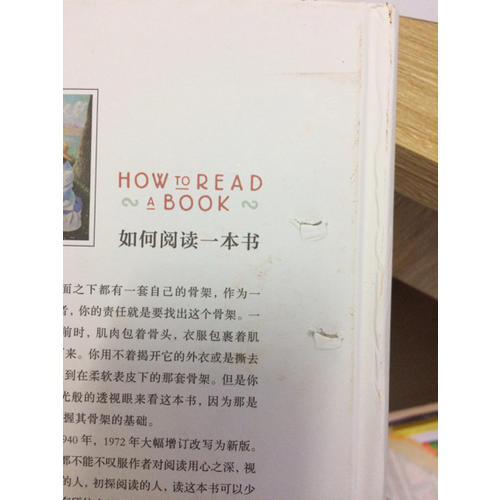 HOW TO READ
A BOOK
如何阅读一本书
面之下都有一套自己的骨架，作为一
者，你的责任就是要找出这个骨架。一
前时，肌肉包着骨头，衣服包裹着肌
来。你用不着揭开它的外衣或是撕去
到在柔软表皮下的那套骨架。但是你
光般的透视眼来看这本书，因为那是
握其骨架的基础。
940 年，1972 年大幅增订改写为新版。
都不能不叹服作者对阅读用心之深、视
的人，初探阅读的人，读这本书可以少